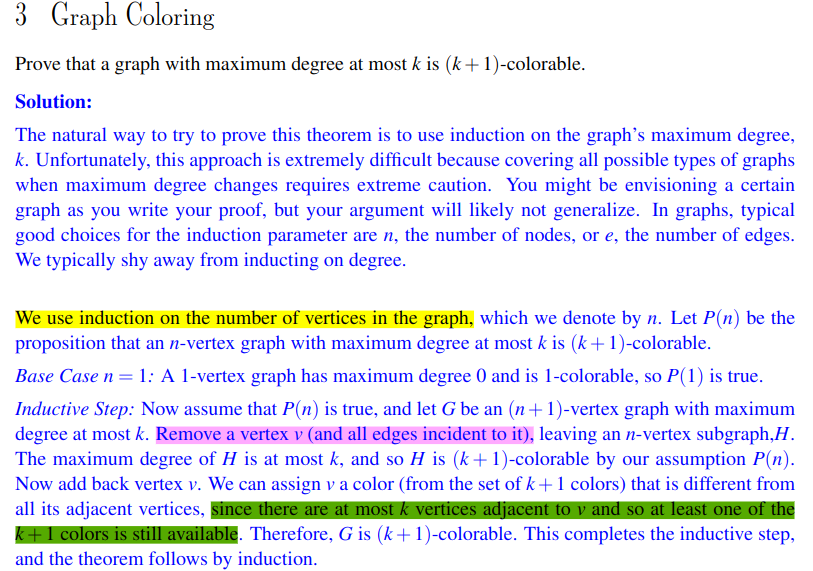 3 Graph Coloring
Prove that a graph with maximum degree at most k is (k+1)-colorable.
Solution:
The natural way to try to prove this theorem is to use induction on the graph's maximum degree,
k. Unfortunately, this approach is extremely difficult because covering all possible types of graphs
when maximum degree changes requires extreme caution. You might be envisioning a certain
graph as you write your proof, but your argument will likely not generalize. In graphs, typical
good choices for the induction parameter are n, the number of nodes, or e, the number of edges.
We typically shy away from inducting on degree.
We use induction on the number of vertices in the graph, which we denote by n. Let P(n) be the
proposition that an n-vertex graph with maximum degree at most k is (k+1)-colorable.
Base Case n = 1: A 1-vertex graph has maximum degree 0 and is 1-colorable, so P(1) is true.
Inductive Step: Now assume that P(n) is true, and let G be an (n+1)-vertex graph with maximum
degree at most k. Remove a vertex v (and all edges incident to it), leaving an n-vertex subgraph,H.
The maximum degree of H is at most k, and so H is (k+1)-colorable by our assumption P(n).
Now add back vertex v. We can assign v a color (from the set of k+1 colors) that is different from
all its adjacent vertices, since there are at most k vertices adjacent to v and so at least one of the
k+1 colors is still available. Therefore, G is (k+1)-colorable. This completes the inductive step,
and the theorem follows by induction.